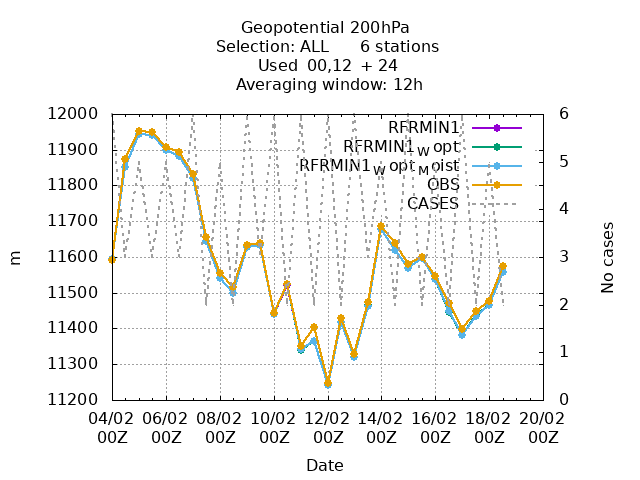 Geopotential 200hPa
Selection: ALL 6 stations
Used 00,12 + 24
Averaging window: 12h
12000
11900
11800
11700
11600
11500
11400
11300
11200
m
6
5
4
3
2
1
0
No cases
RFRMIN1
RFRMIN1_W opt
RFRMIN1_W opt_M oist
OBS
CASES
04/02 06/02 08/02 10/02 12/02 14/02 16/02 18/02 20/02
00Z 00Z 00Z 00Z 00Z 00Z 00Z 00Z 00Z
Date